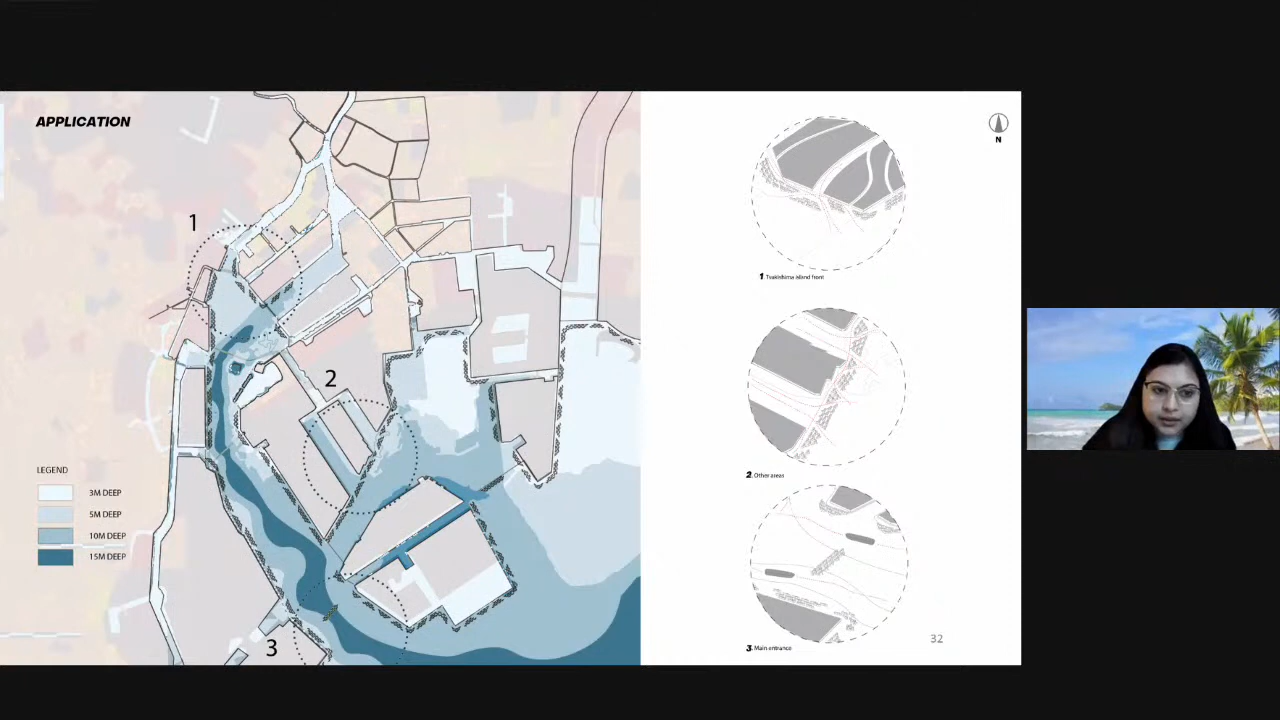 APPLICATION
1
2
3
LEGEND
3M DEEP
5M DEEP
10M DEEP
15M DEEP
N
1. Tsukishima island front
2. Other areas
3. Main entrance
32